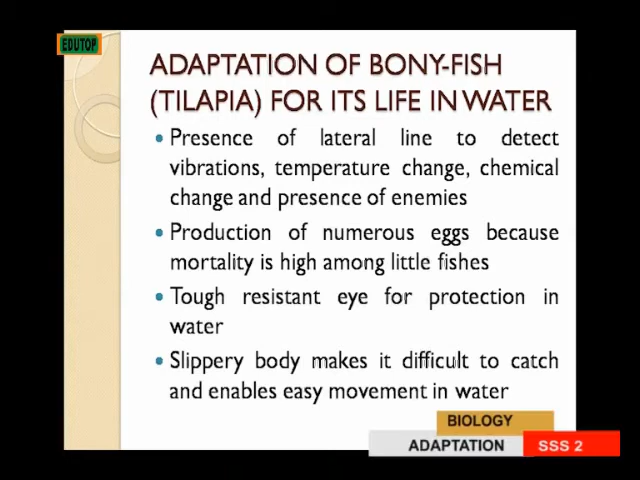 EDUTOP
ADAPTATION OF BONY-FISH
(TILAPIA) FOR ITS LIFE IN WATER
• Presence of lateral line to detect
vibrations, temperature change, chemical
change and presence of enemies
• Production of numerous eggs because
mortality is high among little fishes
• Tough resistant eye for protection in
water
• Slippery body makes it difficult to catch
and enables easy movement in water
BIOLOGY
ADAPTATION SSS 2